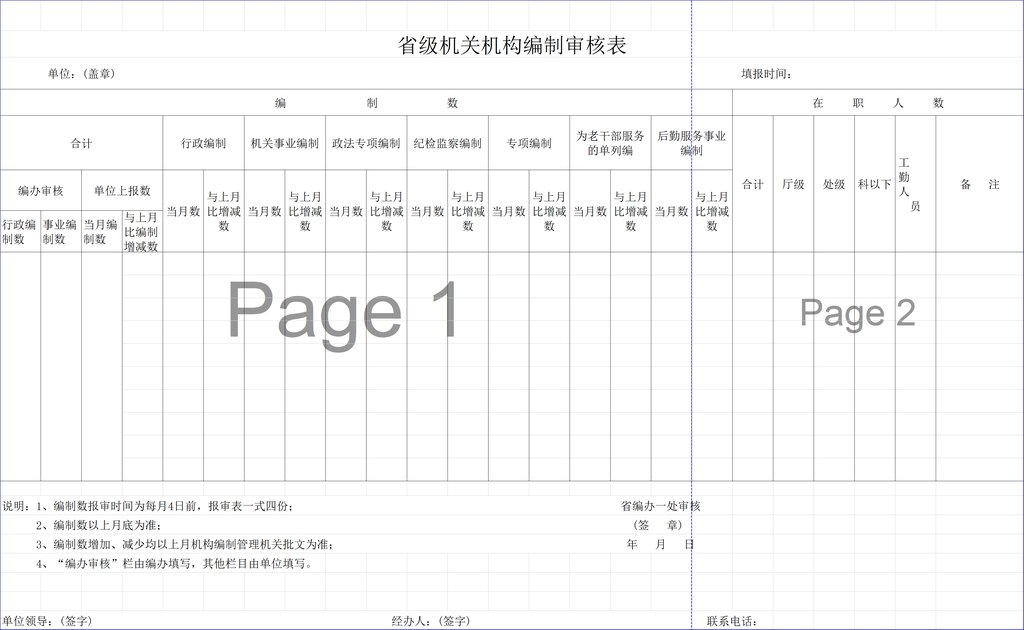 省级机关机构编制审核表
单位：（盖章）
填报时间：
编 制 数
在 职 人 数
合计
行政编制
机关事业编制
政法专项编制
纪检监察编制
专项编制
为老干部服务
的单列编
后勤服务事业
编制
合计
厅级
处级
科以下
工
勤
人
员
备 注
编办审核
单位上报数
当月数
与上月
比增减
数
当月数
与上月
比增减
数
当月数
与上月
比增减
数
当月数
与上月
比增减
数
当月数
与上月
比增减
数
当月数
与上月
比增减
数
当月数
与上月
比增减
数
行政编
制数
事业编
制数
当月编
制数
与上月
比编制
增减数
Page 1
Page 2
说明：1、编制数报审时间为每月4日前，报审表一式四份；
省编办一处审核
2、编制数以上月底为准；
（签 章）
3、编制数增加、减少均以上月机构编制管理机关批文为准；
年 月 日
4、“编办审核”栏由编办填写，其他栏目由单位填写。
单位领导：（签字）
经办人：（签字）
联系电话：